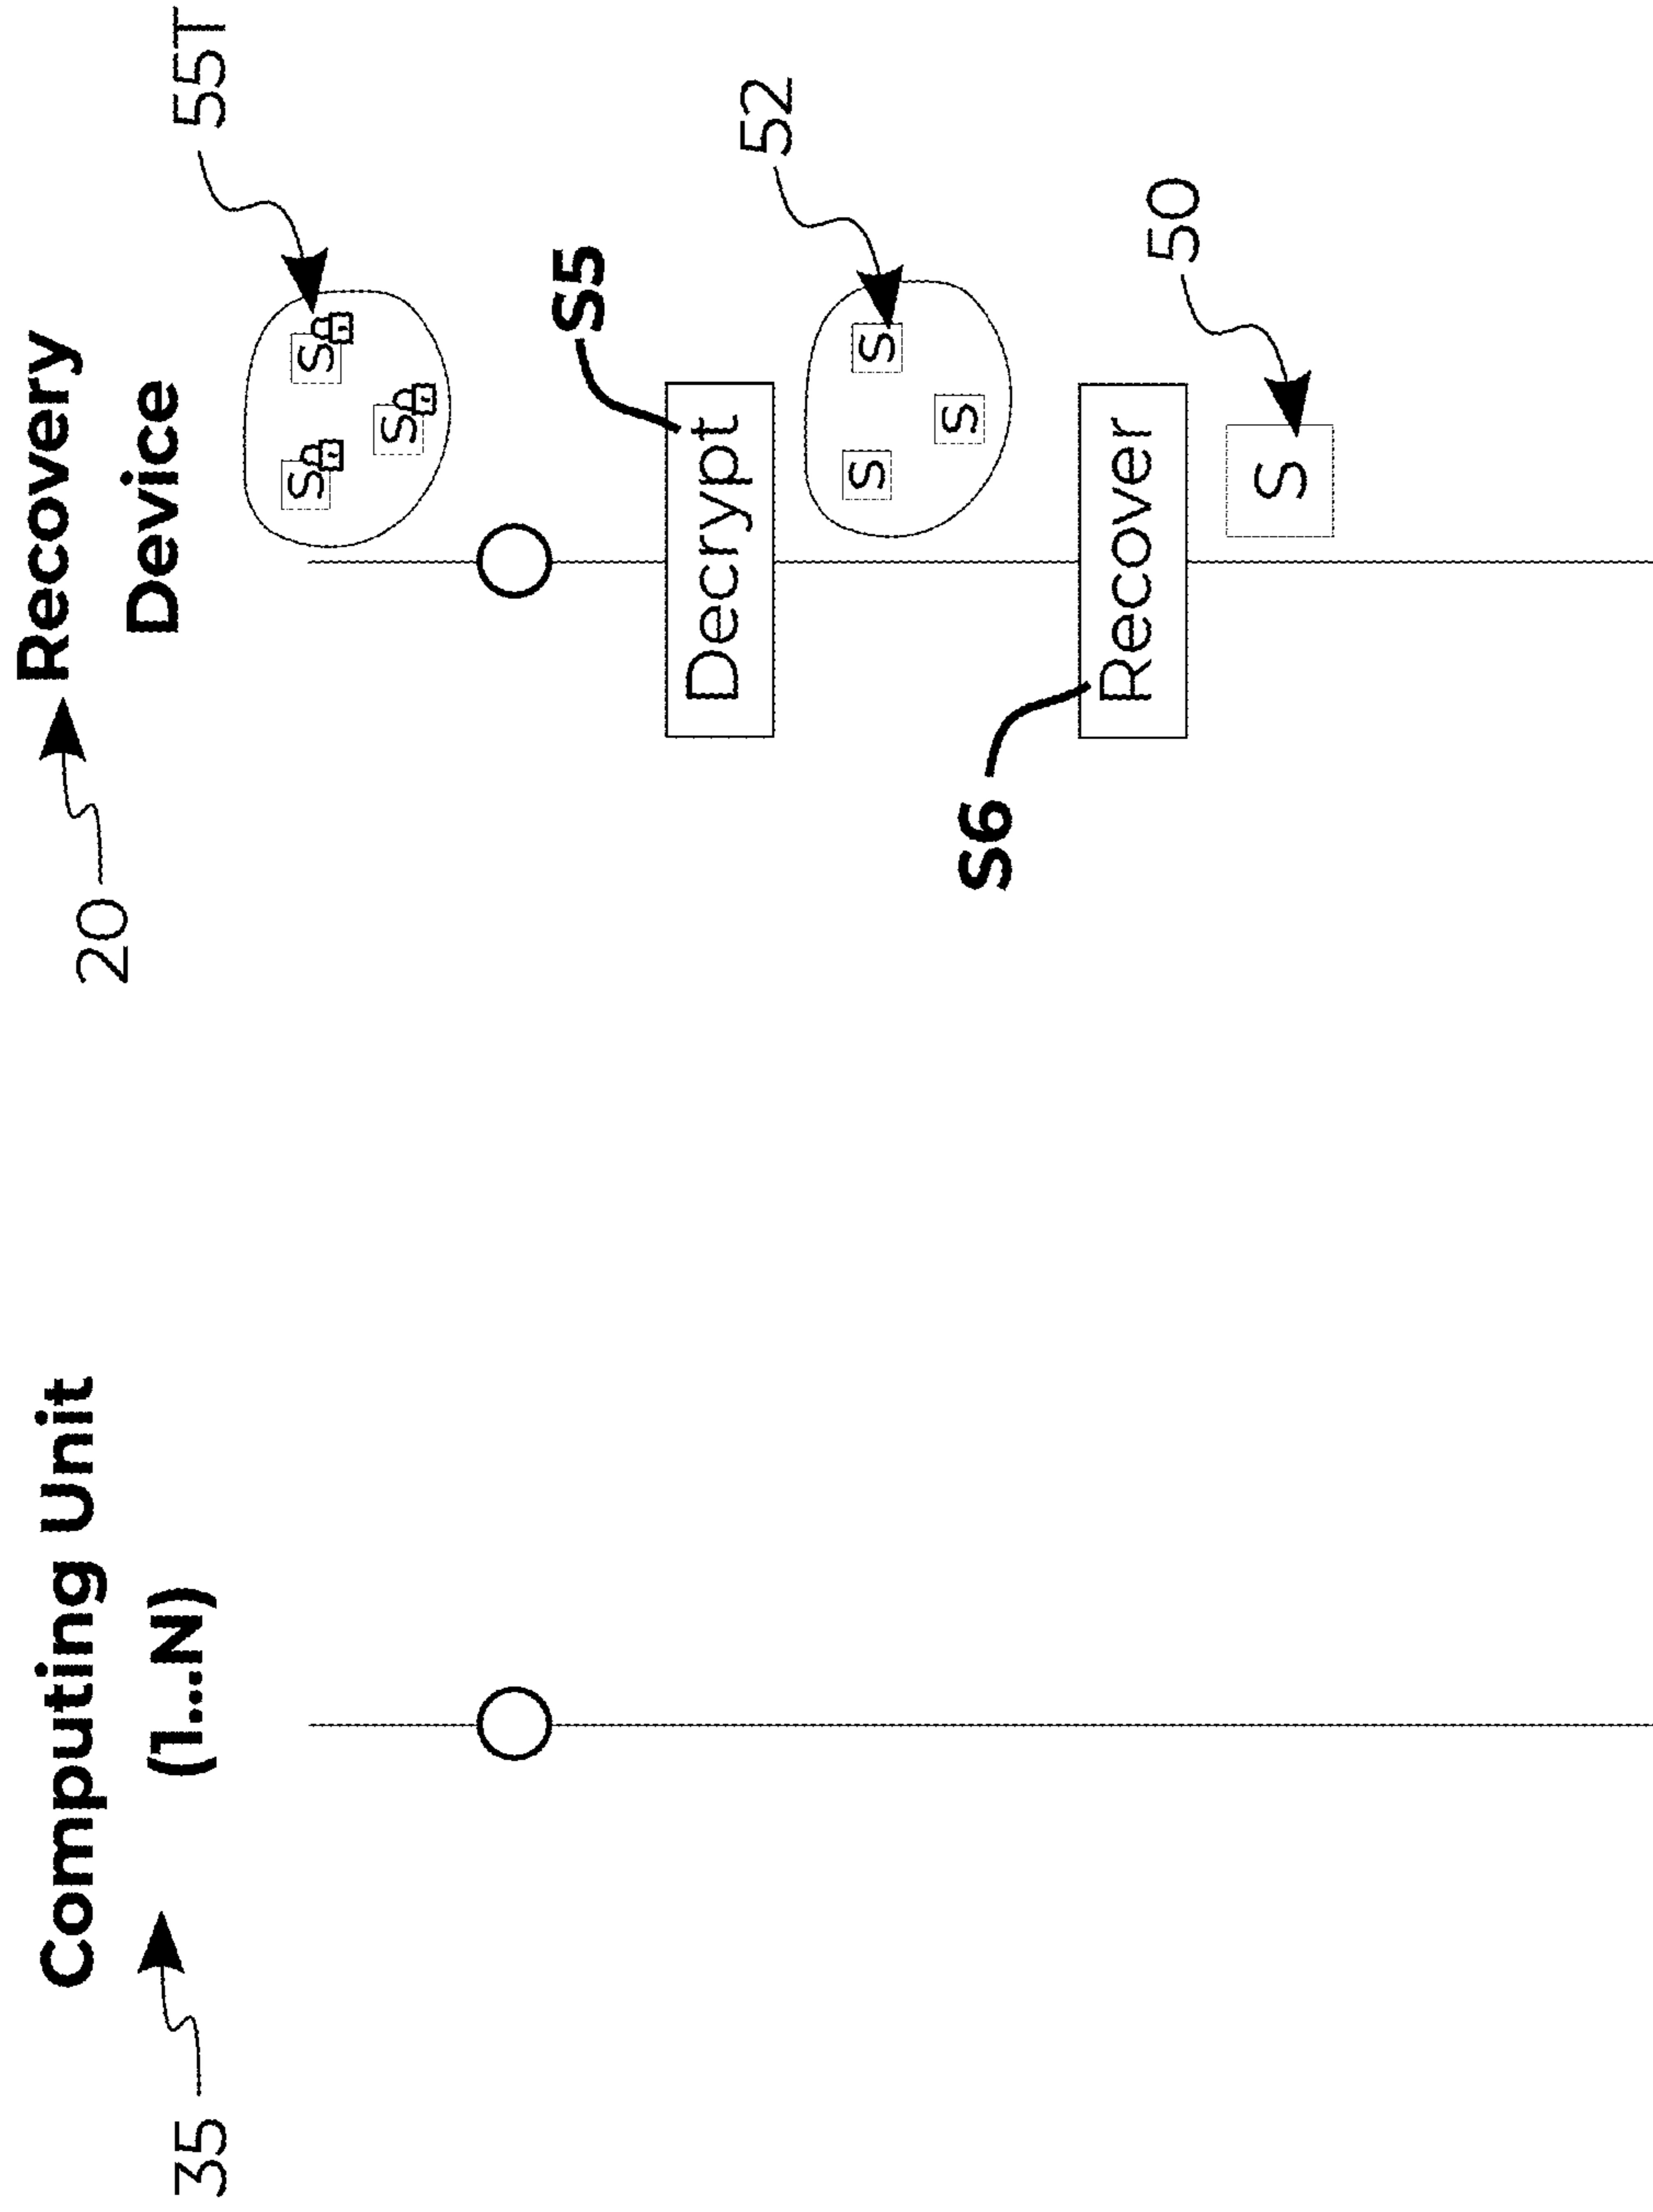 35
Computing Unit
(1...N)
20
Recovery
Device
55T
S
S
S
S5
Decrypt
52
S
S
S
S6
Recover
50
S